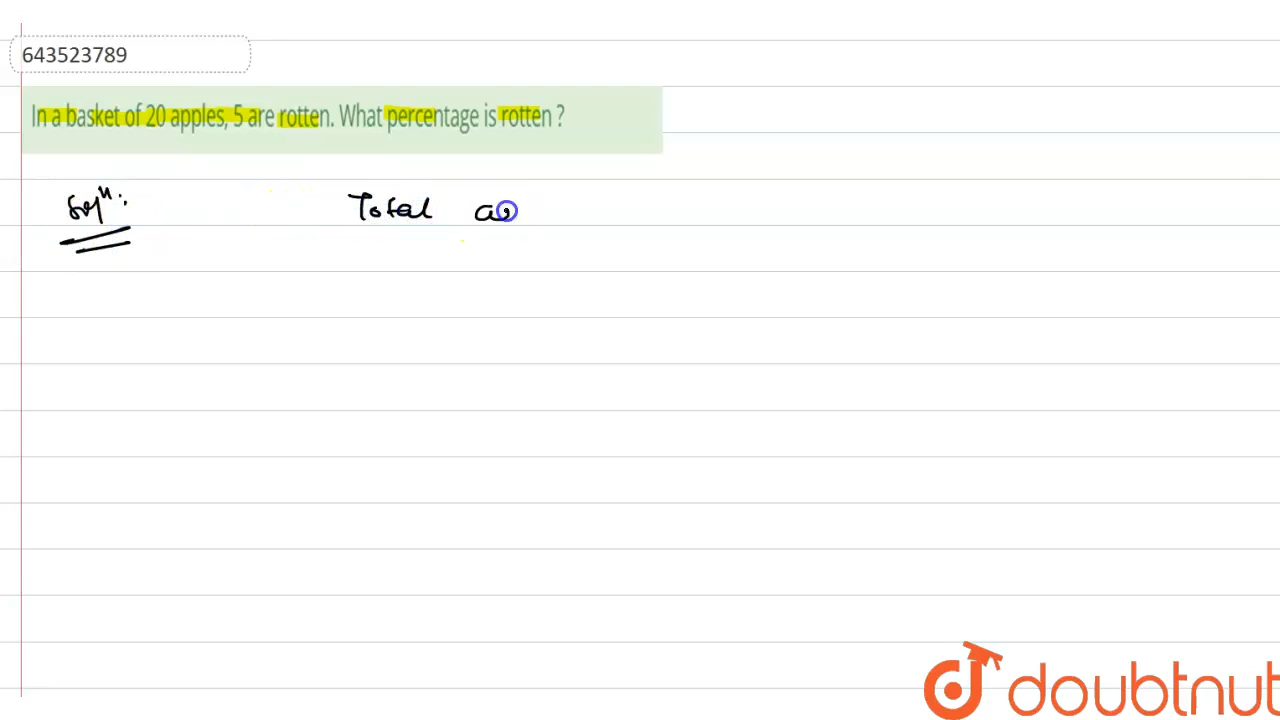 643523789
In a basket of 20 apples, 5 are rotten. What percentage is rotten ?
Solⁿ: Total a
doubtnut